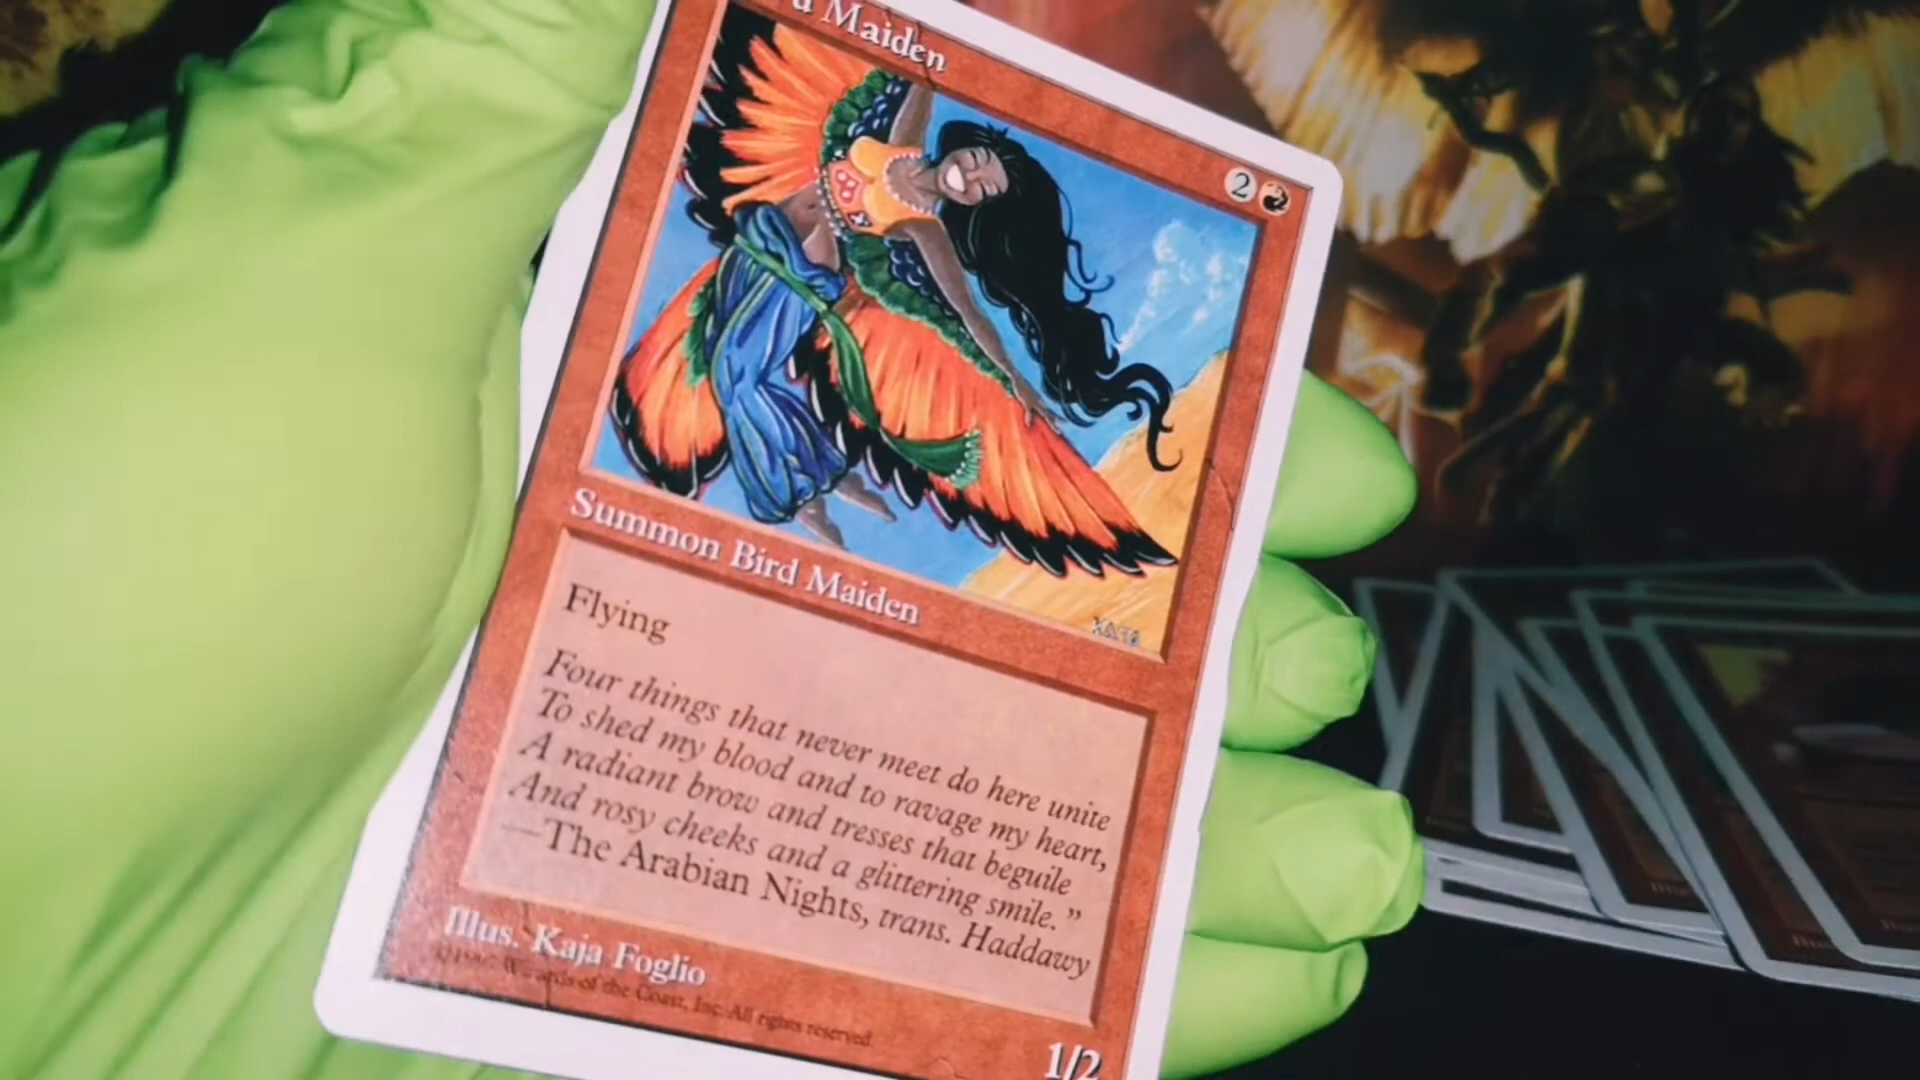 Maiden
2
Summon Bird Maiden
Flying
Four things that never meet do here unite
To shed my blood and to ravage my heart,
A radiant brow and tresses that beguile
And rosy cheeks and a glittering smile.”
—The Arabian Nights, trans. Haddawy
Illus. Kaja Foglio
Wizards of the Coast, Inc. All rights reserved.
1/2
KAJA